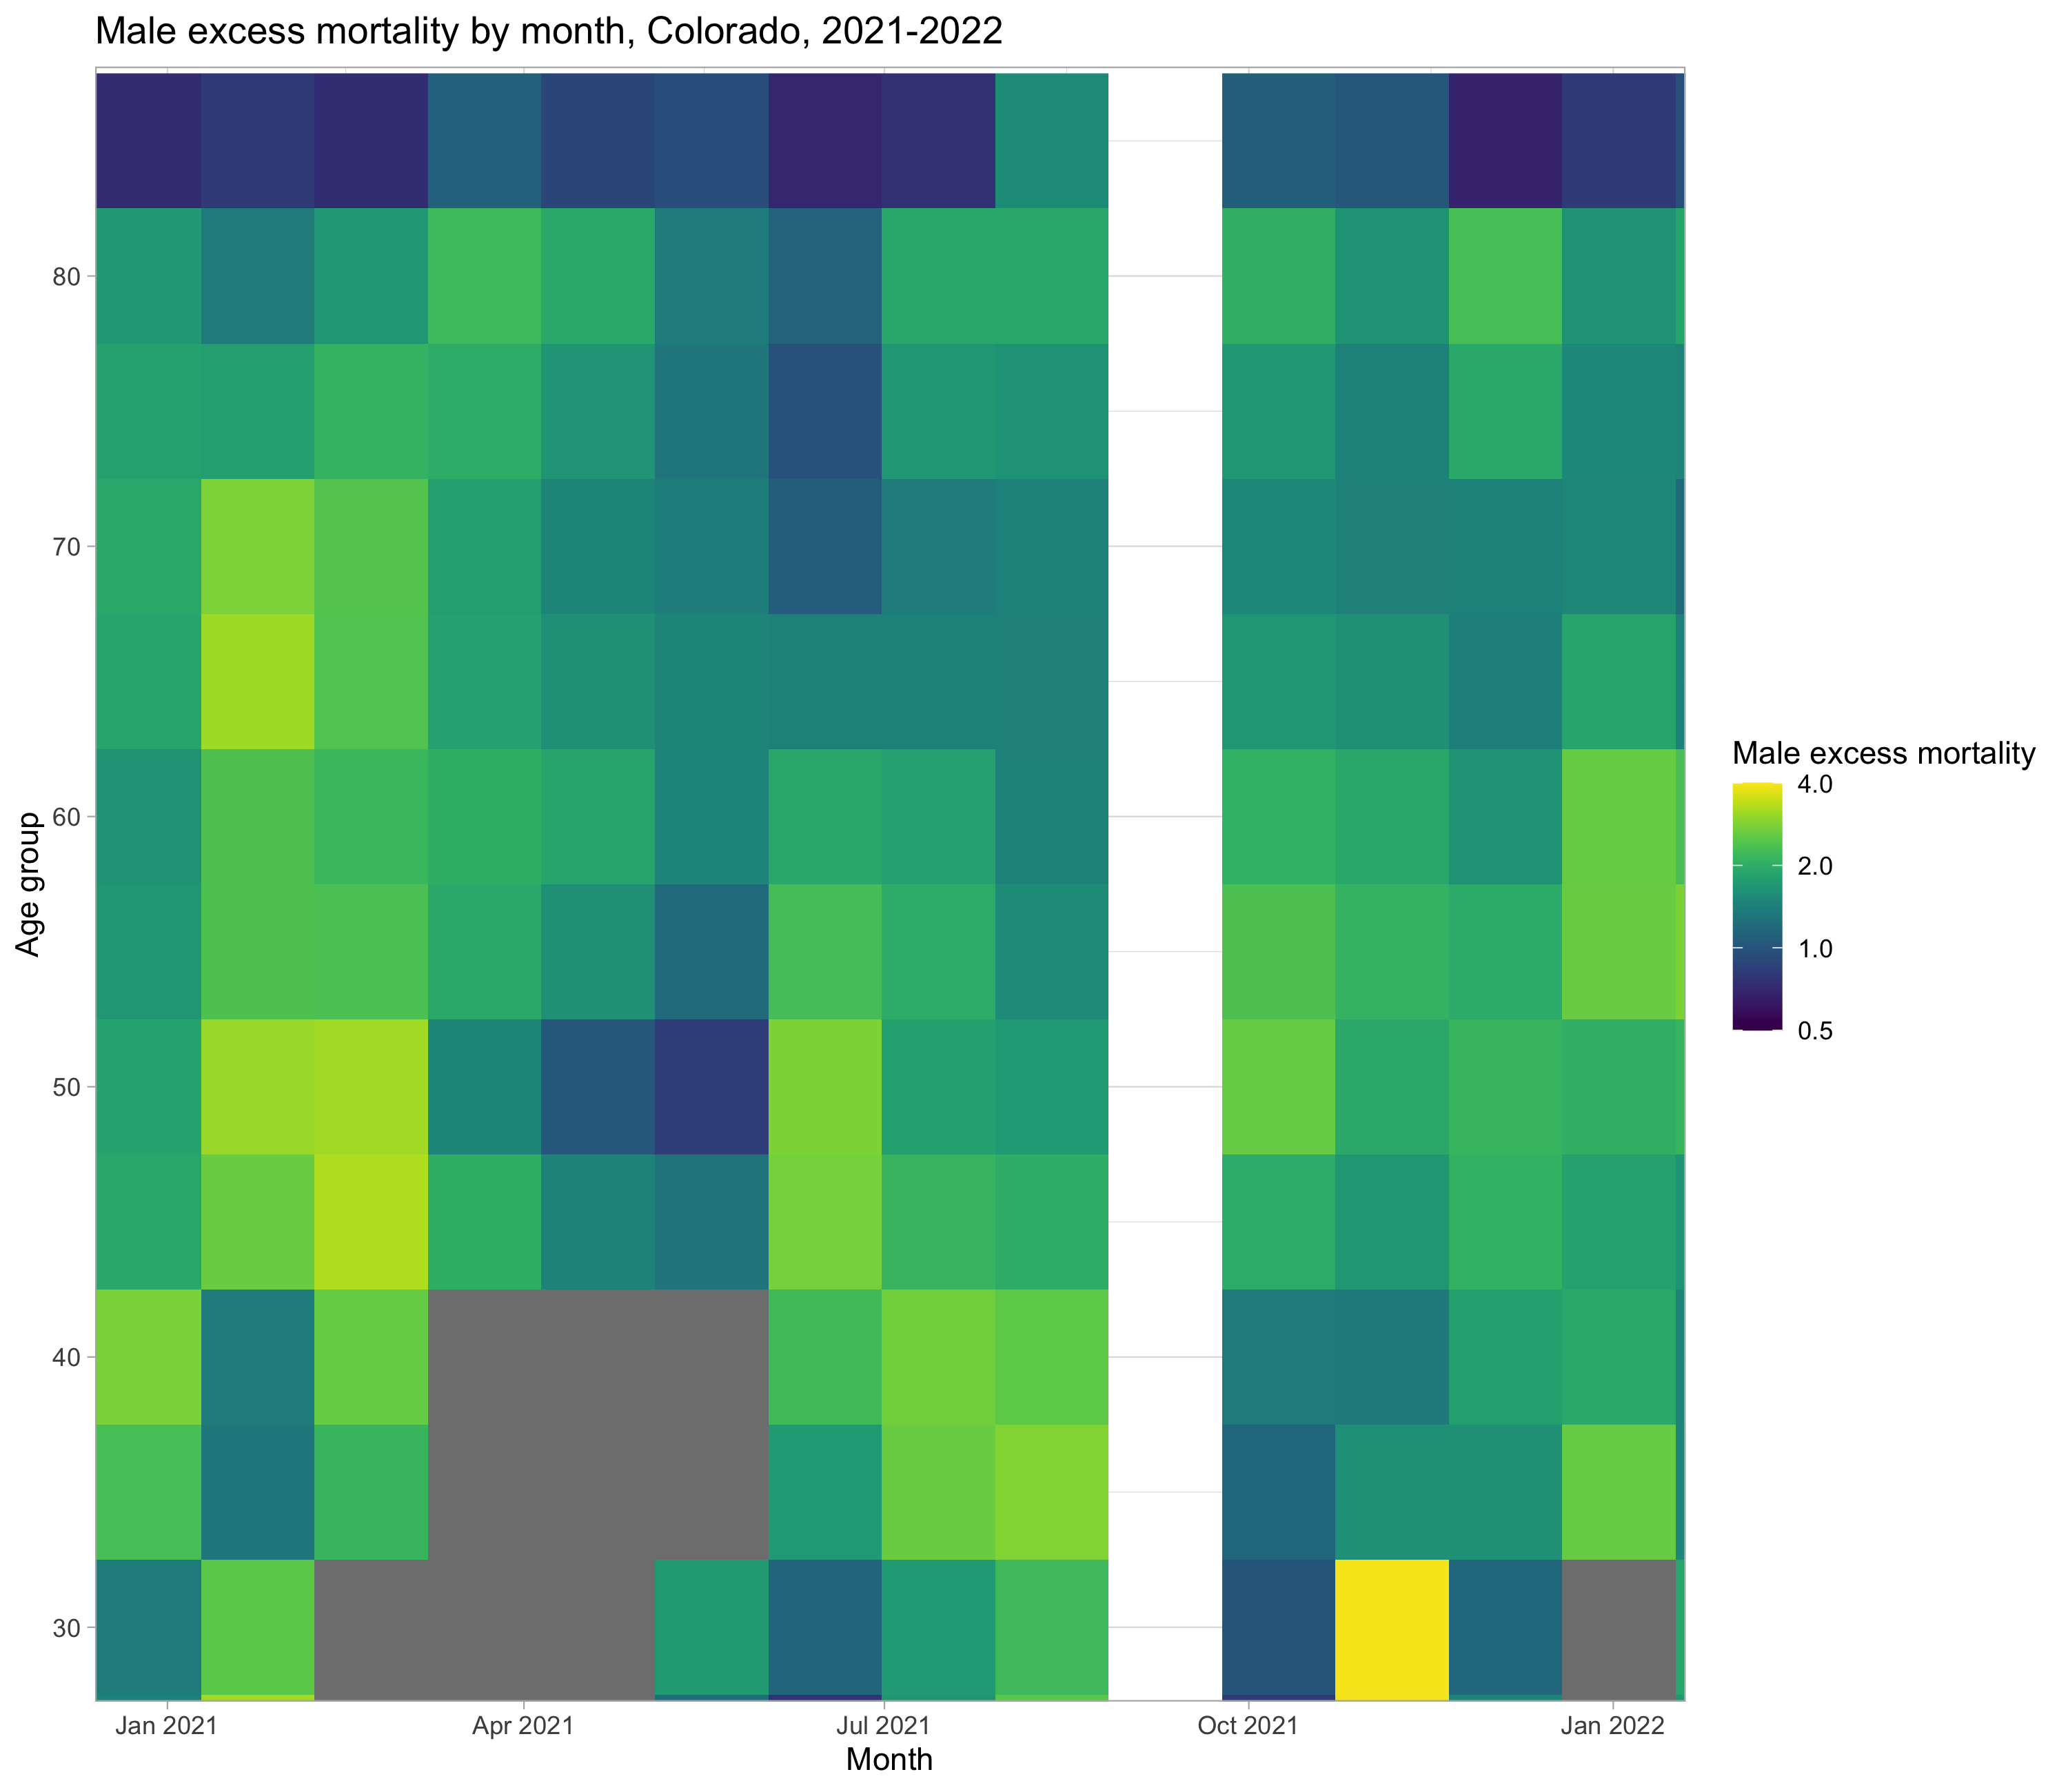 Male excess mortality by month, Colorado, 2021-2022
Age group
80
70
60
50
40
30
Jan 2021
Apr 2021
Jul 2021
Oct 2021
Jan 2022
Month
Male excess mortality
4.0
2.0
1.0
0.5